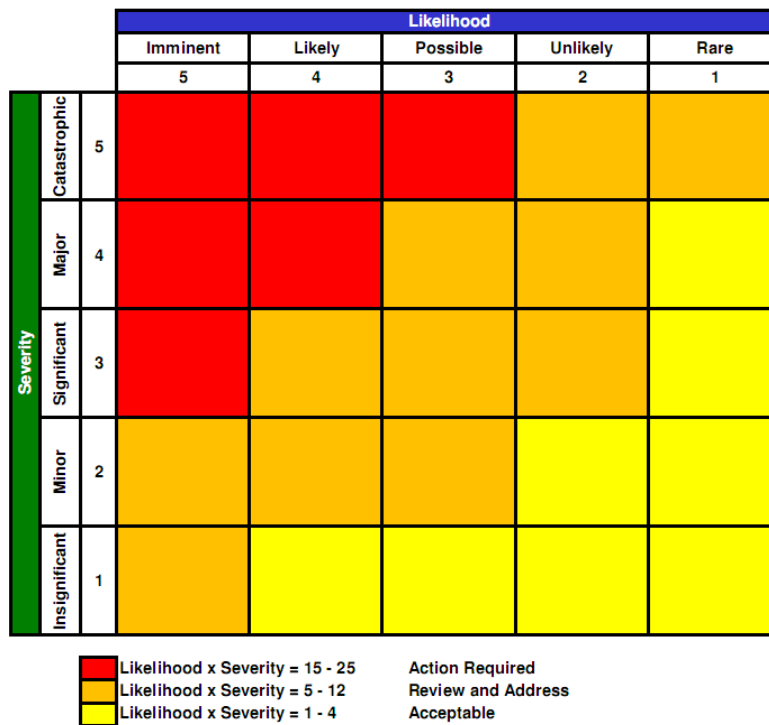 Likelihood
Imminent Likely Possible Unlikely Rare
5 4 3 2 1
Severity
Catastrophic 5
Major 4
Significant 3
Minor 2
Insignificant 1
Likelihood x Severity = 15 - 25 Action Required
Likelihood x Severity = 5 - 12 Review and Address
Likelihood x Severity = 1 - 4 Acceptable